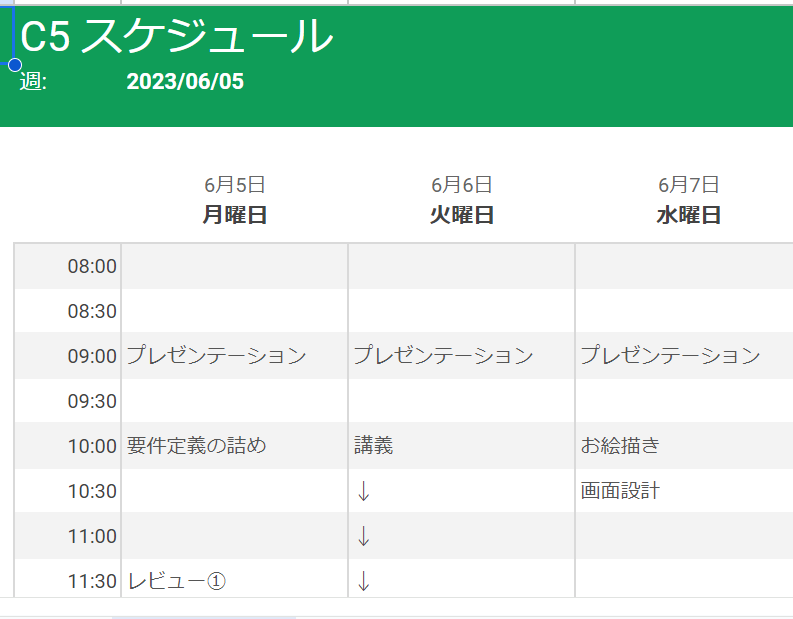 C5 スケジュール
週: 2023/06/05
6月5日 6月6日 6月7日
月曜日 火曜日 水曜日
08:00
08:30
09:00 プレゼンテーション プレゼンテーション プレゼンテーション
09:30
10:00 要件定義の詰め 講義 お絵描き
10:30 ↓ 画面設計
11:00 ↓
11:30 レビュー① ↓